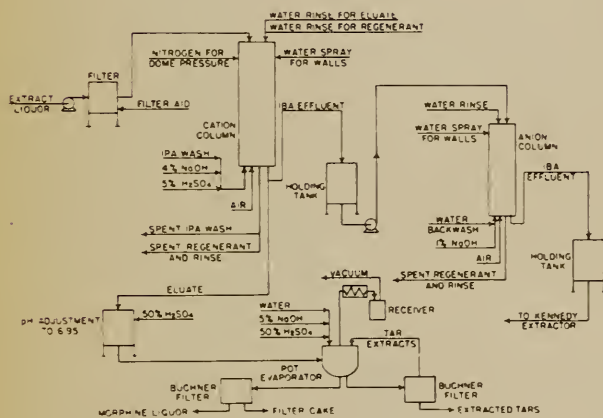 WATER RINSE FOR ELUATE
WATER RINSE FOR REGENERANT
NITROGEN FOR
DOME PRESSURE
WATER SPRAY
FOR WALLS
FILTER
EXTRACT
LIQUOR
FILTER AID
CATION
COLUMN
IBA EFFLUENT
WATER RINSE
WATER SPRAY
FOR WALLS
ANION
COLUMN
IBA
EFFLUENT
IPA WASH
4% NaOH
5% H2SO4
AIR
HOLDING
TANK
SPENT IPA WASH
SPENT REGENERANT
AND RINSE
WATER
BACKWASH
1% NaOH
AIR
HOLDING
TANK
SPENT REGENERANT
AND RINSE
VACUUM
RECEIVER
ELUATE
WATER
5% NaOH
50% H2SO4
TAR
EXTRACTS
TO KENNEDY
EXTRACTOR
pH ADJUSTMENT
TO 6.95
50% H2SO4
POT
EVAPORATOR
BUCHNER
FILTER
BUCHNER
FILTER
MORPHINE LIQUOR
FILTER CAKE
EXTRACTED TARS